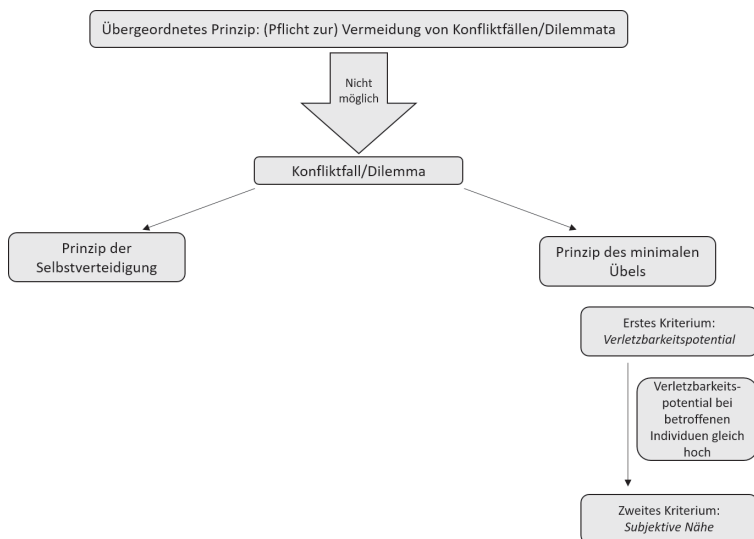 Übergeordnetes Prinzip: (Pflicht zur) Vermeidung von Konfliktfällen/Dilemmata
Nicht
möglich
Konfliktfall/Dilemma
Prinzip der
Selbstverteidigung
Prinzip des minimalen
Übels
Erstes Kriterium:
Verletzbarkeitspotential
Verletzbarkeits-
potential bei
betroffenen
Individuen gleich
hoch
Zweites Kriterium:
Subjektive Nähe